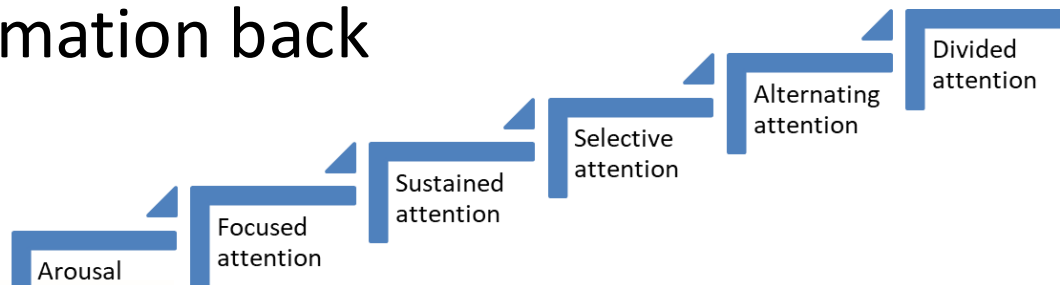 mation back
Divided
attention
Alternating
attention
Selective
attention
Sustained
attention
Focused
attention
Arousal